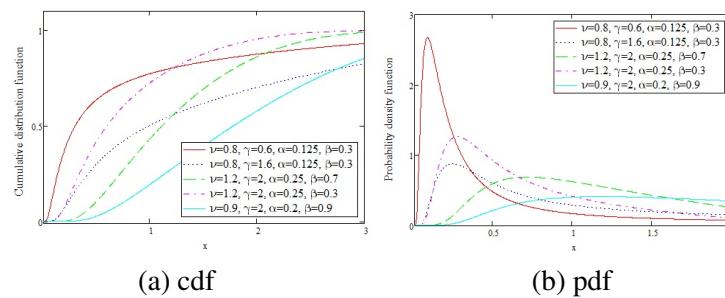 Cumulative distribution function
1
0.5
0
1
2
3
x
ν=0.8, γ=0.6, α=0.125, β=0.3
ν=0.8, γ=1.6, α=0.125, β=0.3
ν=1.2, γ=2, α=0.25, β=0.7
ν=1.2, γ=2, α=0.25, β=0.3
ν=0.9, γ=2, α=0.2, β=0.9
(a) cdf
Probability density function
3
2
1
0
0.5
1
1.5
x
ν=0.8, γ=0.6, α=0.125, β=0.3
ν=0.8, γ=1.6, α=0.125, β=0.3
ν=1.2, γ=2, α=0.25, β=0.7
ν=1.2, γ=2, α=0.25, β=0.3
ν=0.9, γ=2, α=0.2, β=0.9
(b) pdf